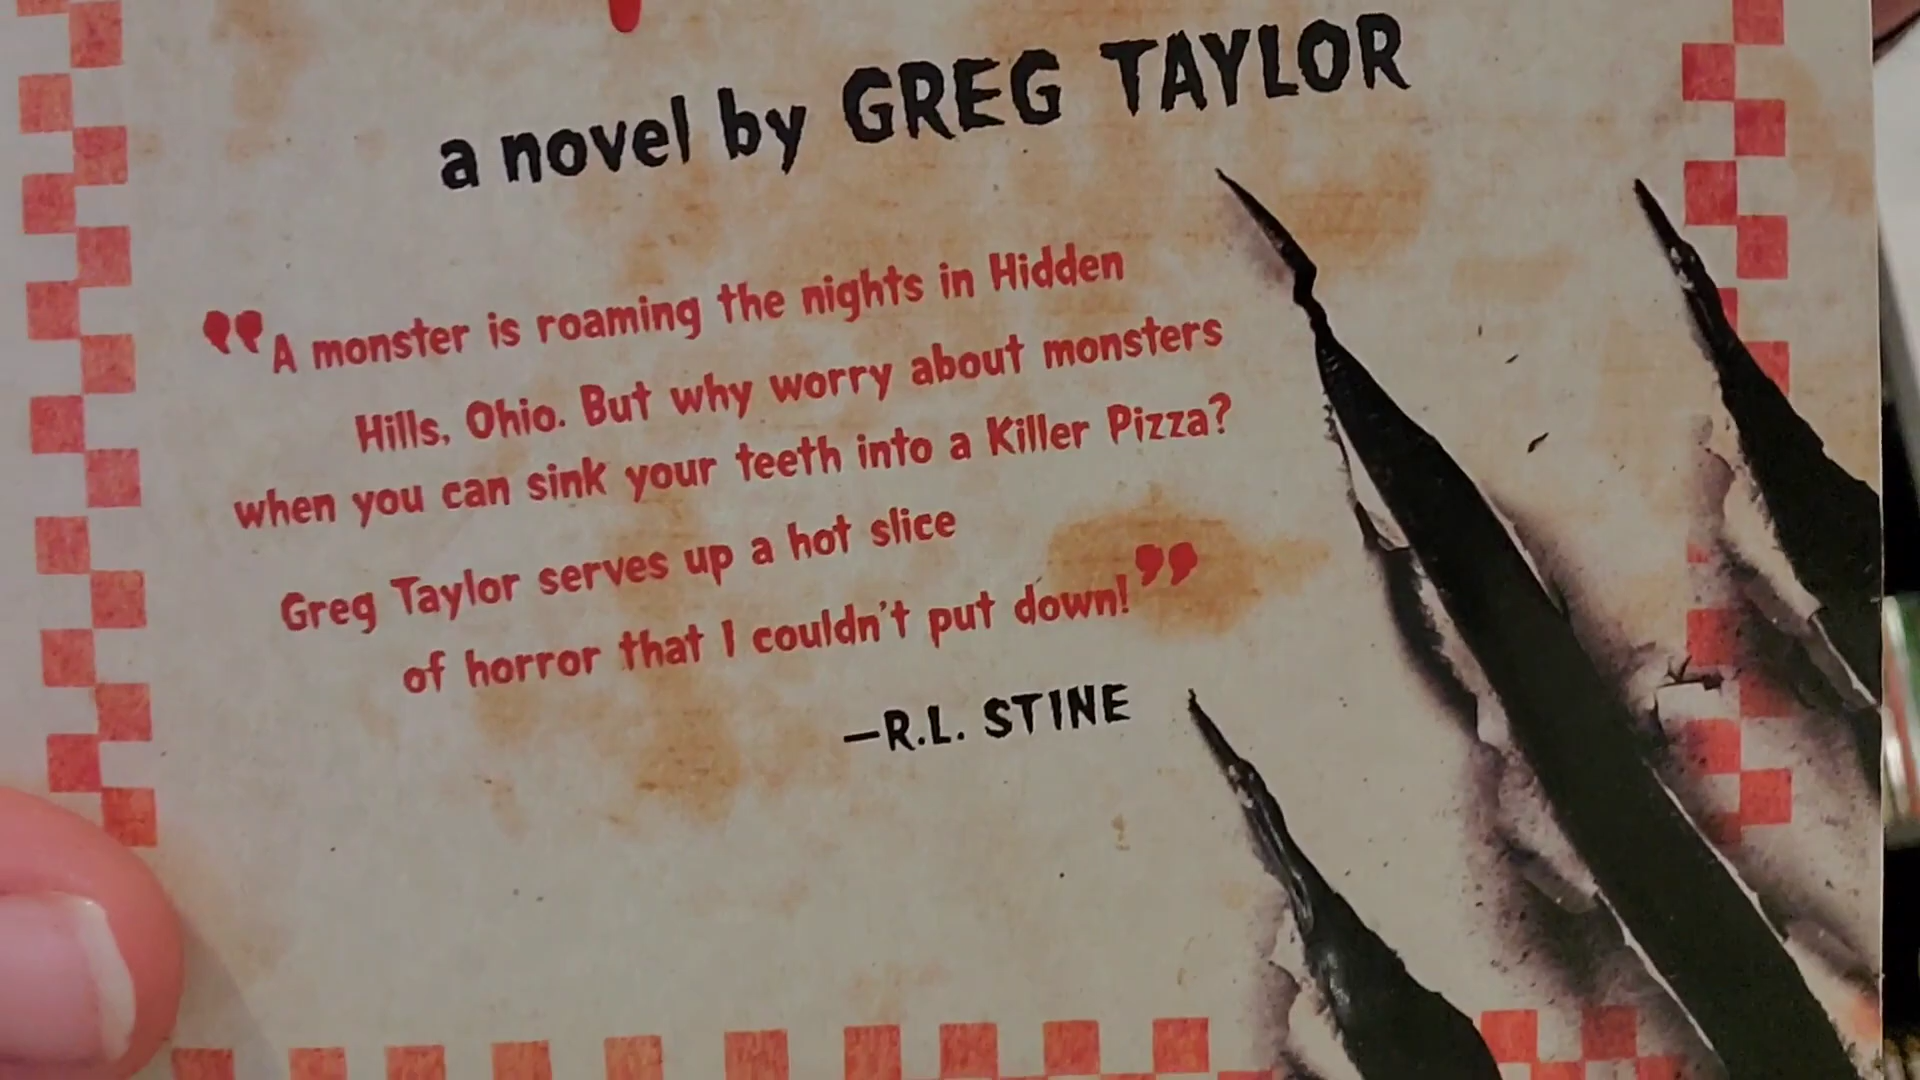 a novel by GREG TAYLOR
"A monster is roaming the nights in Hidden
Hills, Ohio. But why worry about monsters
when you can sink your teeth into a Killer Pizza?
Greg Taylor serves up a hot slice
of horror that I couldn't put down!"
—R.L. STINE